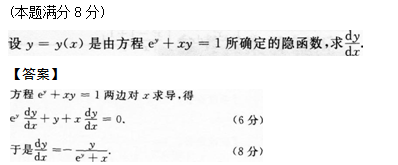 (本题满分8分)
设 y = y(x) 是由方程 e^y + xy = 1 所确定的隐函数,求 dy/dx.
【答案】
方程 e^y + xy = 1 两边对 x 求导,得
e^y dy/dx + y + x dy/dx = 0. (6分)
于是 dy/dx = - y/(e^y + x) (8分)